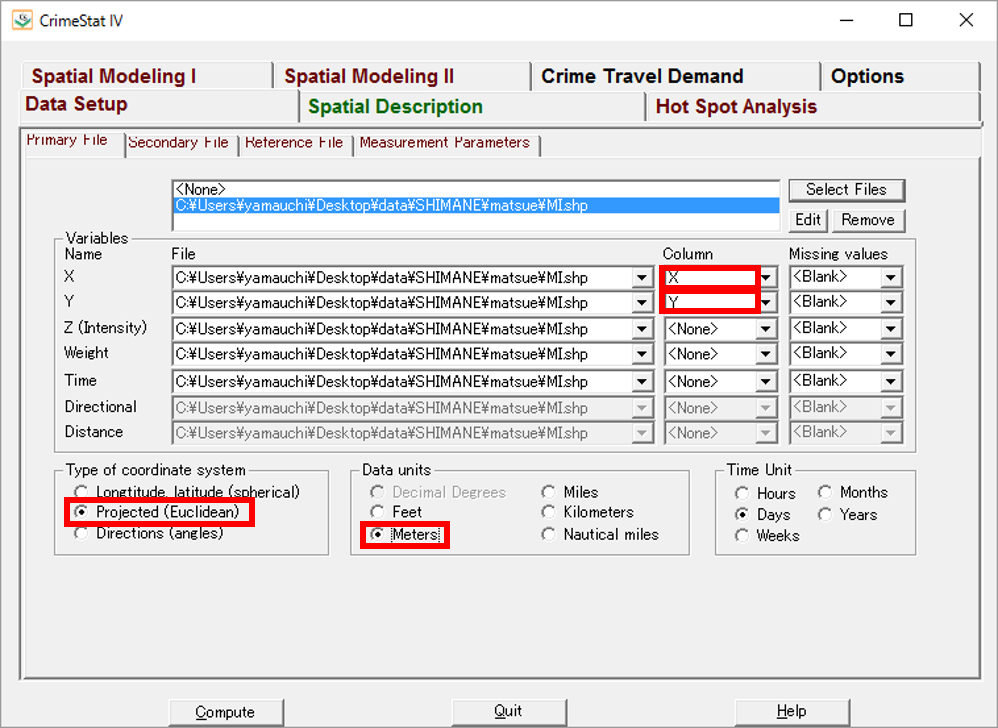 CrimeStat IV
Spatial Modeling I Spatial Modeling II Crime Travel Demand Options
Data Setup Spatial Description Hot Spot Analysis
Primary File Secondary File Reference File Measurement Parameters
<None> Select Files
C:¥Users¥yamauchi¥Desktop¥data¥SHIMANE¥matsue¥MI.shp
Edit Remove
Variables
Name File Column Missing values
X C:¥Users¥yamauchi¥Desktop¥data¥SHIMANE¥matsue¥MI.shp X <Blank>
Y C:¥Users¥yamauchi¥Desktop¥data¥SHIMANE¥matsue¥MI.shp Y <Blank>
Z (Intensity) C:¥Users¥yamauchi¥Desktop¥data¥SHIMANE¥matsue¥MI.shp <None> <Blank>
Weight C:¥Users¥yamauchi¥Desktop¥data¥SHIMANE¥matsue¥MI.shp <None> <Blank>
Time C:¥Users¥yamauchi¥Desktop¥data¥SHIMANE¥matsue¥MI.shp <None> <Blank>
Directional C:¥Users¥yamauchi¥Desktop¥data¥SHIMANE¥matsue¥MI.shp <None> <Blank>
Distance C:¥Users¥yamauchi¥Desktop¥data¥SHIMANE¥matsue¥MI.shp <None> <Blank>
Type of coordinate system
Longtitude, latitude (spherical)
Projected (Euclidean)
Directions (angles)
Data units
Decimal Degrees Miles
Feet Kilometers
Meters Nautical miles
Time Unit
Hours Months
Days Years
Weeks
Compute Quit Help